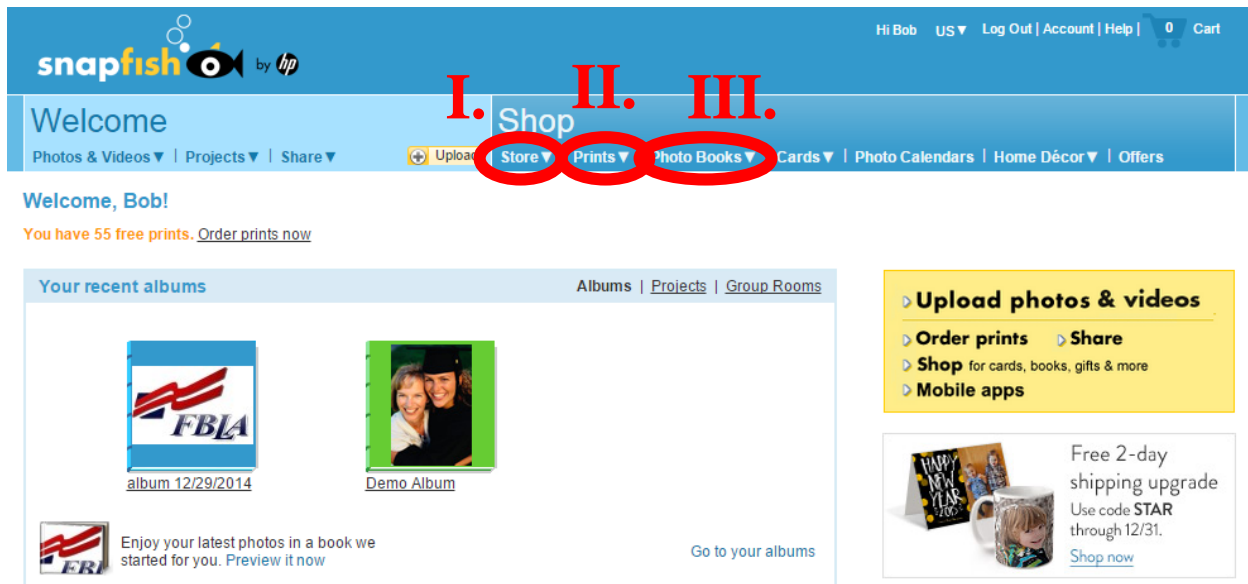 snapfish by hp
Hi Bob US▼ Log Out | Account | Help | 0 Cart
I. II. III.
Welcome
Shop
Photos & Videos▼ | Projects▼ | Share▼ Upload
Store▼ Prints▼ Photo Books▼ Cards▼ | Photo Calendars | Home Décor▼ | Offers
Welcome, Bob!
You have 55 free prints. Order prints now
Your recent albums
Albums | Projects | Group Rooms
FBLA
album 12/29/2014
Demo Album
FBL
Enjoy your latest photos in a book we
started for you. Preview it now
Go to your albums
Upload photos & videos
Order prints Share
Shop for cards, books, gifts & more
Mobile apps
HAPPY
NEW
YEAR
2015
Free 2-day
shipping upgrade
Use code STAR
through 12/31.
Shop now